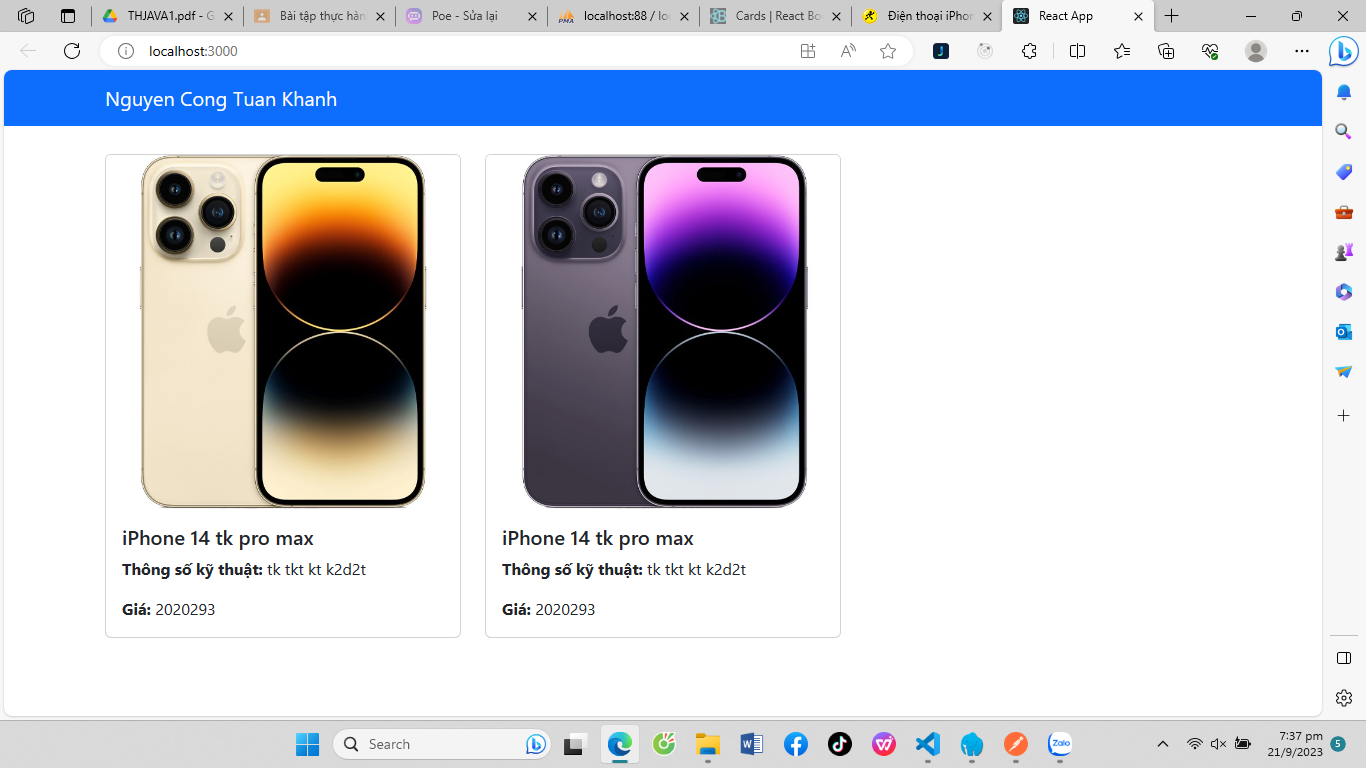 THJAVA1.pdf - G
Bài tập thực hàn
Poe - Sửa lại
localhost:88 / lo
Cards | React Bo
Điện thoại iPhon
React App
localhost:3000
Nguyen Cong Tuan Khanh
iPhone 14 tk pro max
Thông số kỹ thuật: tk tkt kt k2d2t
Giá: 2020293
iPhone 14 tk pro max
Thông số kỹ thuật: tk tkt kt k2d2t
Giá: 2020293
Search
Zalo
7:37 pm
21/9/2023
5